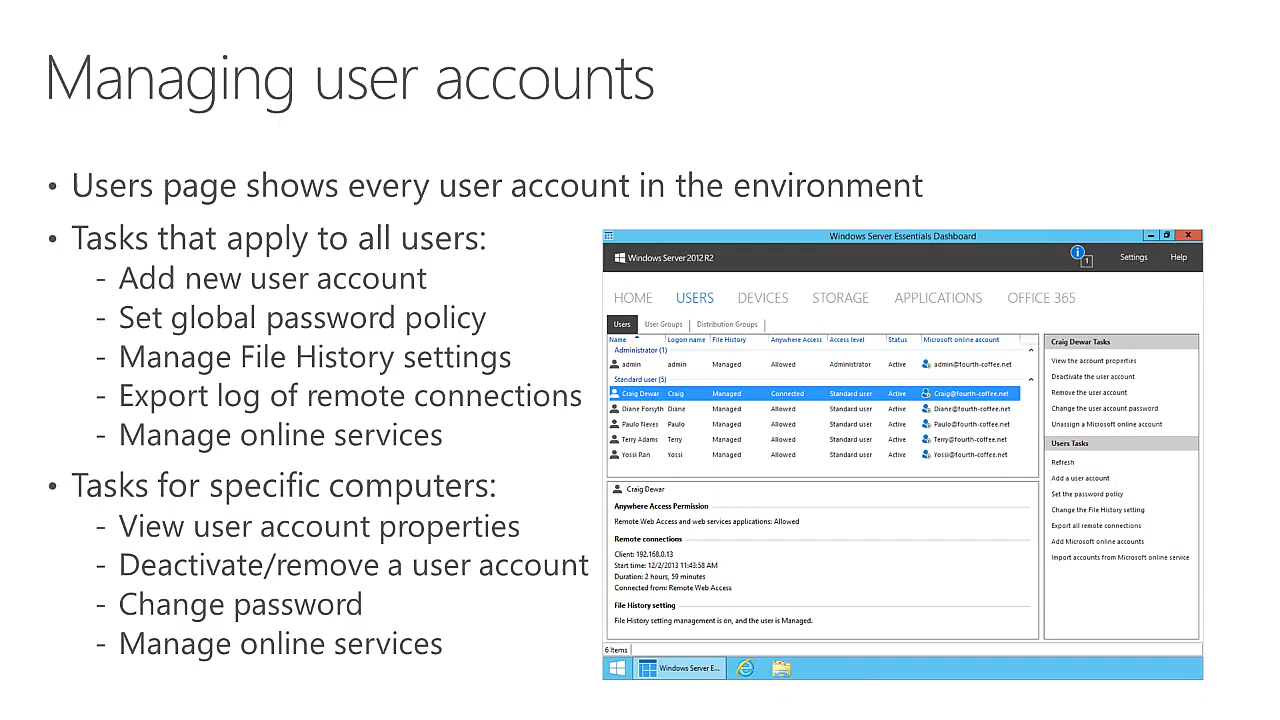 Managing user accounts
• Users page shows every user account in the environment
• Tasks that apply to all users:
- Add new user account
- Set global password policy
- Manage File History settings
- Export log of remote connections
- Manage online services
• Tasks for specific computers:
- View user account properties
- Deactivate/remove a user account
- Change password
- Manage online services
Windows Server Essentials Dashboard
Windows Server 2012 R2
i 1 Settings Help
HOME USERS DEVICES STORAGE APPLICATIONS OFFICE 365
Users User Groups Distribution Groups
Name Logon name File History Anywhere Access Access level Status Microsoft online account
Administrator (1)
admin admin Managed Allowed Administrator Active admin@fourth-coffee.net
Standard user (5)
Craig Dewar Craig Managed Connected Standard user Active Craig@fourth-coffee.net
Diane Forsyth Diane Managed Allowed Standard user Active Diane@fourth-coffee.net
Paulo Neves Paulo Managed Allowed Standard user Active Paulo@fourth-coffee.net
Terry Adams Terry Managed Allowed Standard user Active Terry@fourth-coffee.net
Yossi Ran Yossi Managed Allowed Standard user Active Yossi@fourth-coffee.net
Craig Dewar
Anywhere Access Permission
Remote Web Access and web services applications: Allowed
Remote connections
Client: 192.168.0.13
Start time: 12/2/2013 11:43:58 AM
Duration: 2 hours, 59 minutes
Connected from: Remote Web Access
File History setting
File History setting management is on, and the user is Managed.
Craig Dewar Tasks
View the account properties
Deactivate the user account
Remove the user account
Change the user account password
Unassign a Microsoft online account
Users Tasks
Refresh
Add a user account
Set the password policy
Change the File History setting
Export all remote connections
Add Microsoft online accounts
Import accounts from Microsoft online service
6 Items
Windows Server E...